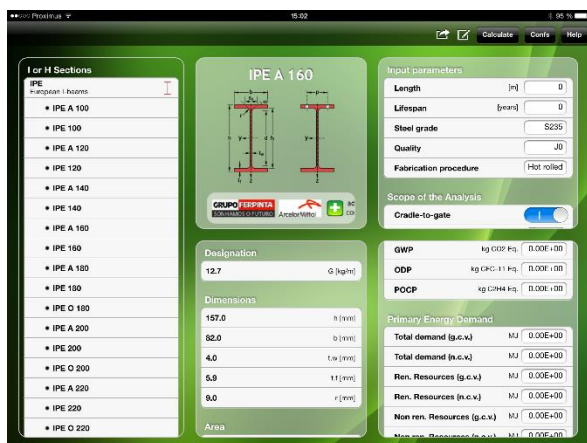 Proximus
15:02
95 %
Calculate
Confs
Help
I or H Sections
IPE
European I-beams
• IPE A 100
• IPE 100
• IPE A 120
• IPE 120
• IPE A 140
• IPE 140
• IPE A 160
• IPE 160
• IPE A 180
• IPE 180
• IPE O 180
• IPE A 200
• IPE 200
• IPE O 200
• IPE A 220
• IPE 220
• IPE O 220
IPE A 160
GRUPO FERPINTA
SONHAMOS O FUTURO
ArcelorMittal
Designation
12.7 G [kg/m]
Dimensions
157.0 h [mm]
82.0 b [mm]
4.0 t.w [mm]
5.9 t.f [mm]
9.0 r [mm]
Area
Input parameters
Length [m] 0
Lifespan [years] 0
Steel grade S235
Quality J0
Fabrication procedure Hot rolled
Scope of the Analysis
Cradle-to-gate
GWP kg CO2 Eq. 0.00E+00
ODP kg CFC-11 Eq. 0.00E+00
POCP kg C2H4 Eq. 0.00E+00
Primary Energy Demand
Total demand (g.c.v.) MJ 0.00E+00
Total demand (n.c.v.) MJ 0.00E+00
Ren. Resources (g.c.v.) MJ 0.00E+00
Ren. Resources (n.c.v.) MJ 0.00E+00
Non ren. Resources (g.c.v.) MJ 0.00E+00